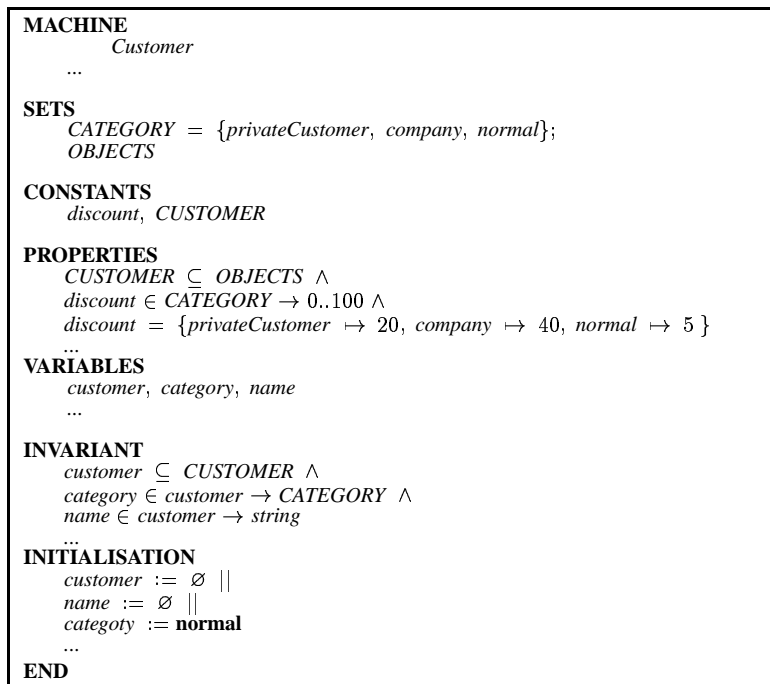 MACHINE
Customer
...
SETS
CATEGORY = {privateCustomer, company, normal};
OBJECTS
CONSTANTS
discount, CUSTOMER
PROPERTIES
CUSTOMER ⊆ OBJECTS ∧
discount ∈ CATEGORY → 0..100 ∧
discount = {privateCustomer ↦ 20, company ↦ 40, normal ↦ 5 }
...
VARIABLES
customer, category, name
...
INVARIANT
customer ⊆ CUSTOMER ∧
category ∈ customer → CATEGORY ∧
name ∈ customer → string
...
INITIALISATION
customer := ∅ ||
name := ∅ ||
categoty := normal
...
END